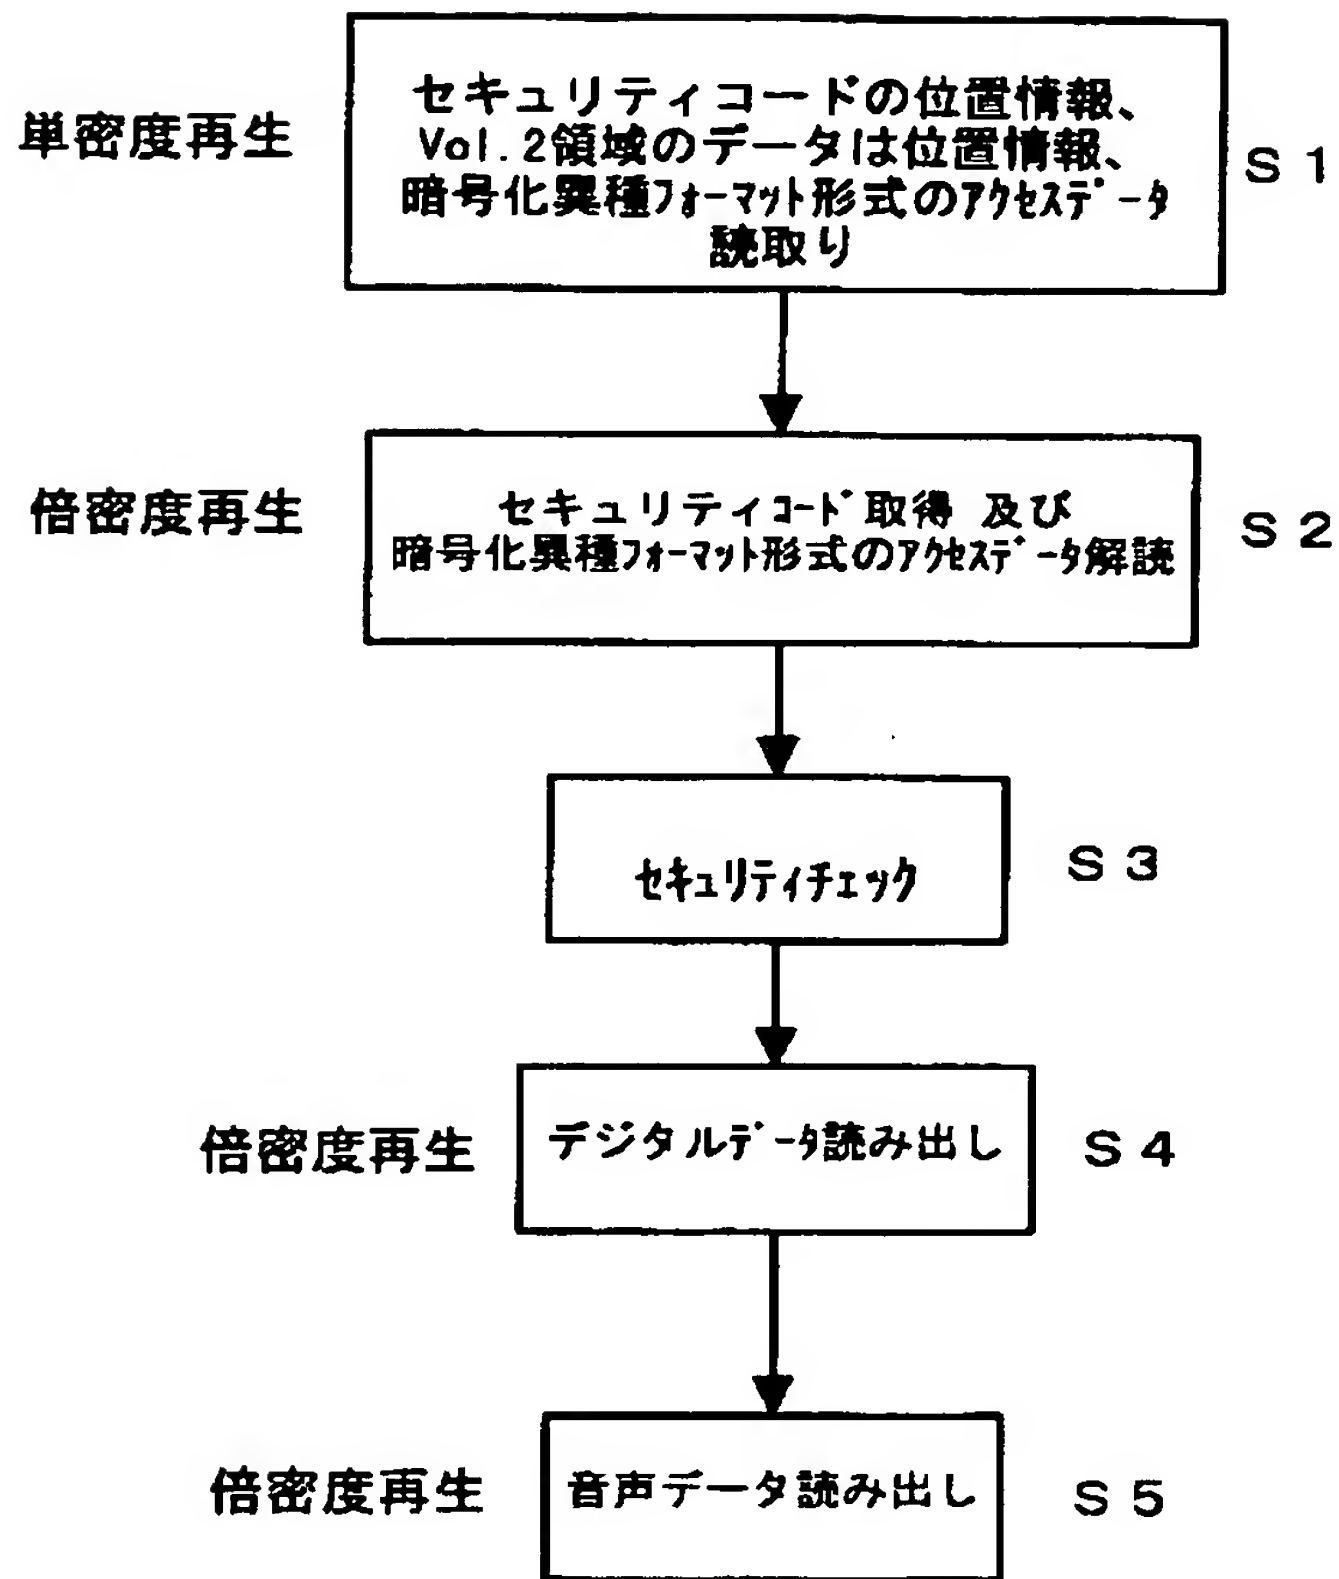 セキュリティコードの位置情報、
単密度再生
Vol.2領域のデータは位置情報、
S1
暗号化異種フォーマット形式のアクセスデータ
読取り
倍密度再生
セキュリティコード取得 及び
S2
暗号化異種フォーマット形式のアクセスデータ解読
セキュリティチェック
S3
倍密度再生
デジタルデータ読み出し
S4
倍密度再生
音声データ読み出し
S5